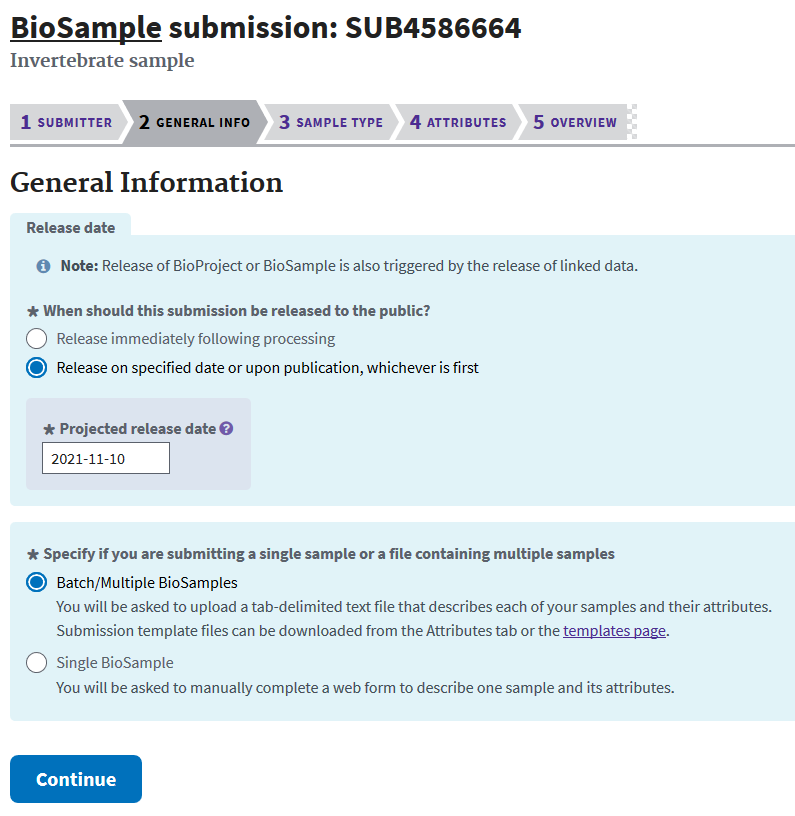 BioSample submission: SUB4586664
Invertebrate sample
1 SUBMITTER 2 GENERAL INFO 3 SAMPLE TYPE 4 ATTRIBUTES 5 OVERVIEW
General Information
Release date
Note: Release of BioProject or BioSample is also triggered by the release of linked data.
* When should this submission be released to the public?
Release immediately following processing
Release on specified date or upon publication, whichever is first
* Projected release date ?
2021-11-10
* Specify if you are submitting a single sample or a file containing multiple samples
Batch/Multiple BioSamples
You will be asked to upload a tab-delimited text file that describes each of your samples and their attributes.
Submission template files can be downloaded from the Attributes tab or the templates page.
Single BioSample
You will be asked to manually complete a web form to describe one sample and its attributes.
Continue